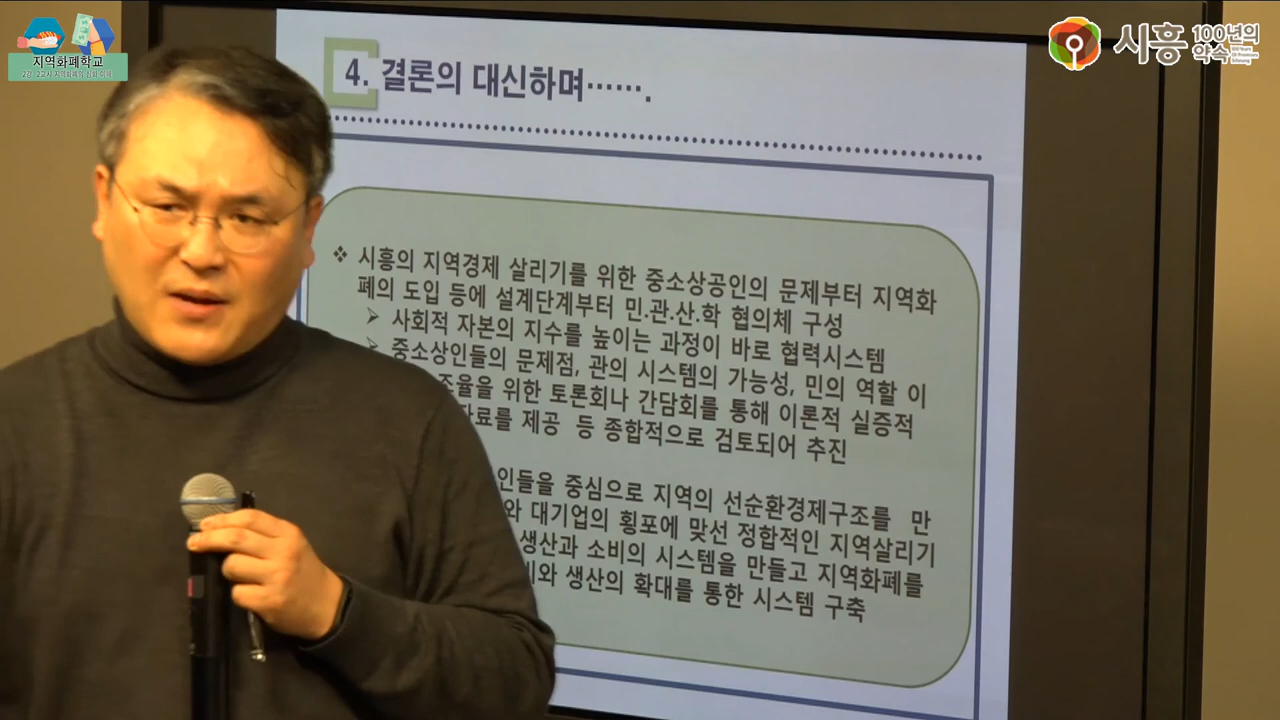 지역화폐학교
시흥 100년의 약속
4. 결론의 대신하며…….
❖ 시흥의 지역경제 살리기를 위한 중소상공인의 문제부터 지역화
폐의 도입 등에 설계단계부터 민.관.산.학 협의체 구성
➢ 사회적 자본의 지수를 높이는 과정이 바로 협력시스템
➢ 중소상인들의 문제점, 관의 시스템의 가능성, 민의 역할 이
조율을 위한 토론회나 간담회를 통해 이론적 실증적
자료를 제공 등 종합적으로 검토되어 추진
인들을 중심으로 지역의 선순환경제구조를 만
와 대기업의 횡포에 맞선 정합적인 지역살리기
생산과 소비의 시스템을 만들고 지역화폐를
비와 생산의 확대를 통한 시스템 구축